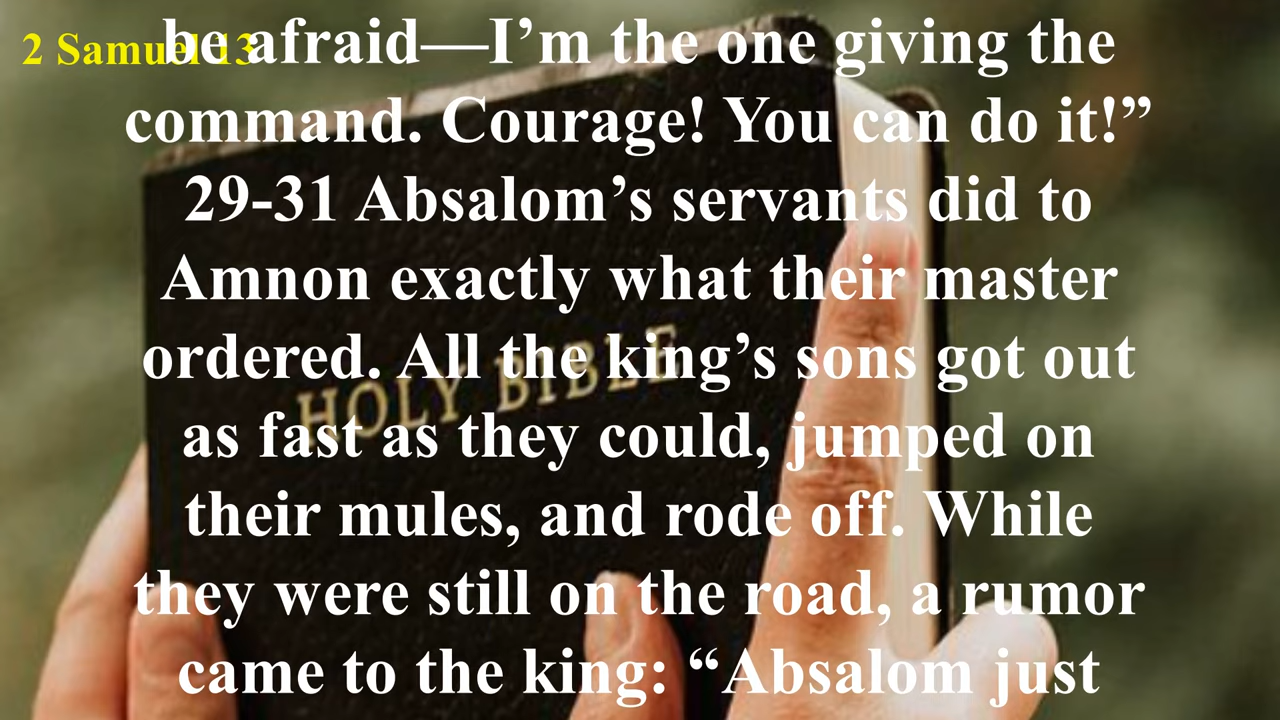 2 Samuel 13
be afraid—I’m the one giving the
command. Courage! You can do it!”
29-31 Absalom’s servants did to
Amnon exactly what their master
ordered. All the king’s sons got out
as fast as they could, jumped on
their mules, and rode off. While
they were still on the road, a rumor
came to the king: “Absalom just
HOLY BIBLE